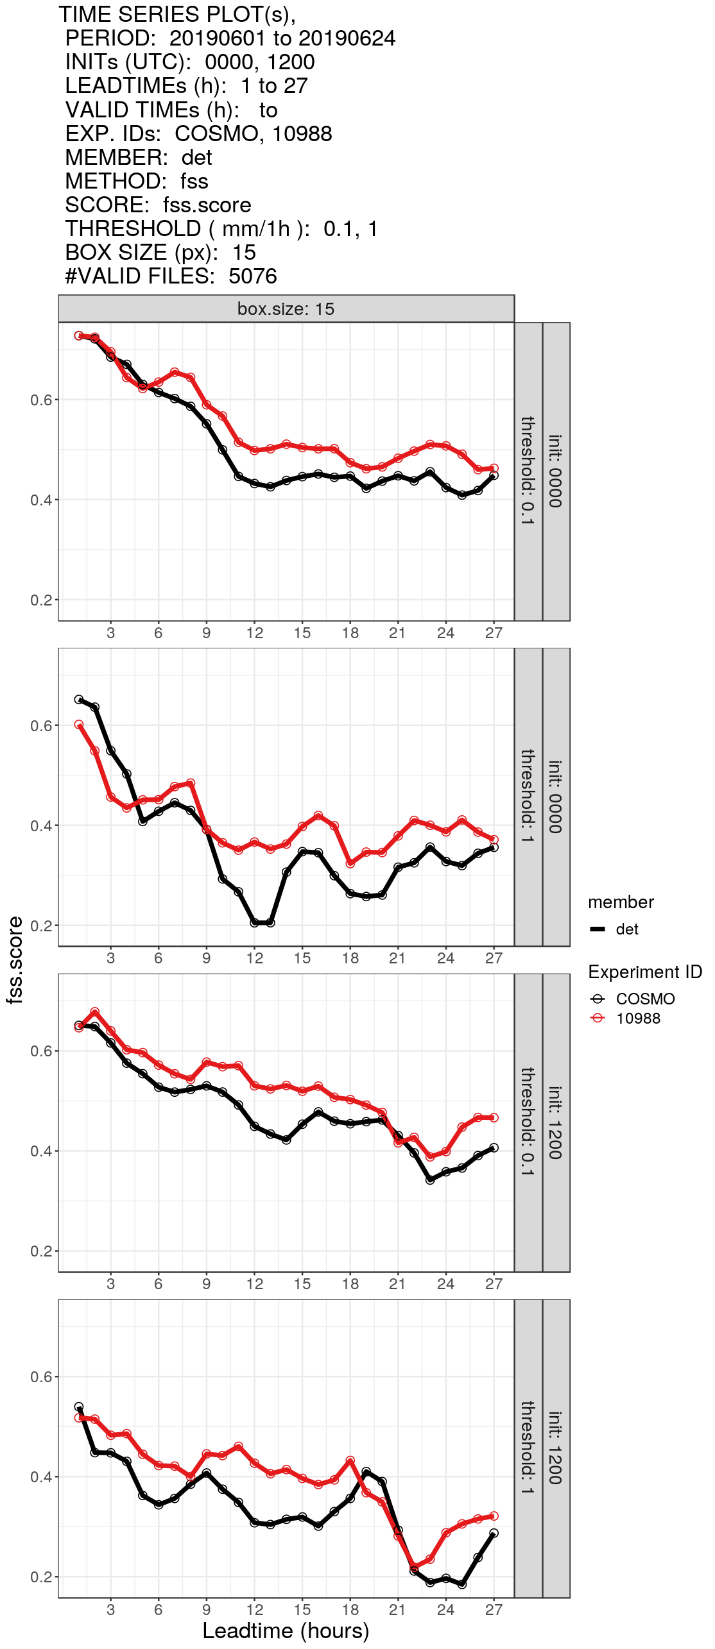 TIME SERIES PLOT(s),
PERIOD: 20190601 to 20190624
INITs (UTC): 0000, 1200
LEADTIMEs (h): 1 to 27
VALID TIMEs (h): to
EXP. IDs: COSMO, 10988
MEMBER: det
METHOD: fss
SCORE: fss.score
THRESHOLD ( mm/1h ): 0.1, 1
BOX SIZE (px): 15
#VALID FILES: 5076
box.size: 15
0.6
0.4
0.2
threshold: 0.1
init: 0000
3 6 9 12 15 18 21 24 27
0.6
0.4
0.2
threshold: 1
init: 0000
3 6 9 12 15 18 21 24 27
fss.score
member
det
Experiment ID
COSMO
10988
0.6
0.4
0.2
threshold: 0.1
init: 1200
3 6 9 12 15 18 21 24 27
0.6
0.4
0.2
threshold: 1
init: 1200
3 6 9 12 15 18 21 24 27
Leadtime (hours)